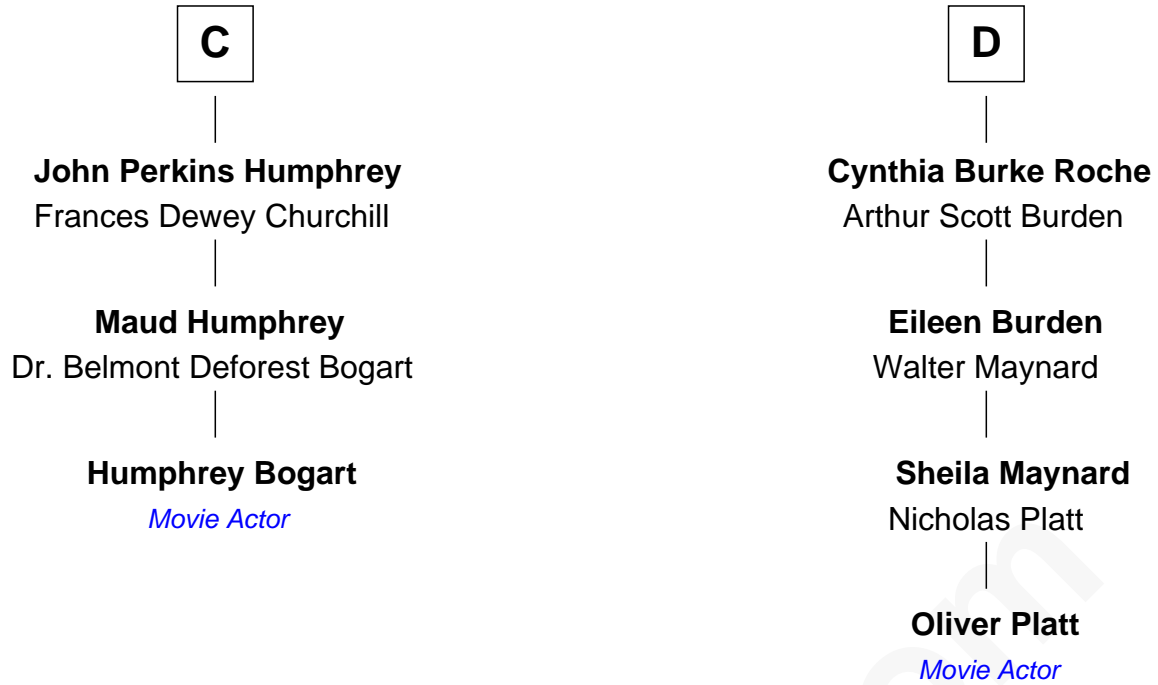 C
John Perkins Humphrey
Frances Dewey Churchill
Maud Humphrey
Dr. Belmont Deforest Bogart
Humphrey Bogart
Movie Actor
D
Cynthia Burke Roche
Arthur Scott Burden
Eileen Burden
Walter Maynard
Sheila Maynard
Nicholas Platt
Oliver Platt
Movie Actor